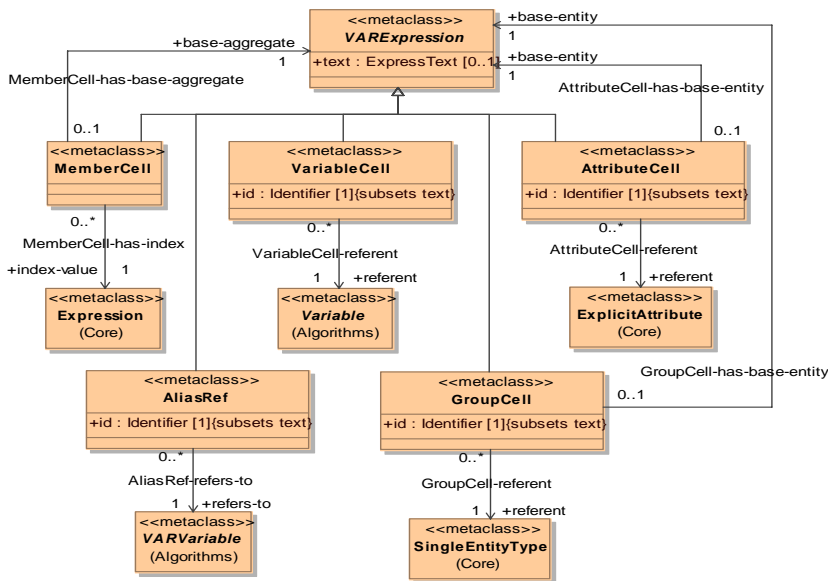 <<metaclass>>
VARExpression
+text : ExpressText [0..1]
+base-aggregate
1
MemberCell-has-base-aggregate
0..1
+base-entity
1
+base-entity
1
AttributeCell-has-base-entity
0..1
<<metaclass>>
MemberCell
<<metaclass>>
VariableCell
+id : Identifier [1]{subsets text}
<<metaclass>>
AttributeCell
+id : Identifier [1]{subsets text}
0..*
MemberCell-has-index
+index-value 1
0..*
VariableCell-referent
1 +referent
0..*
AttributeCell-referent
1 +referent
<<metaclass>>
Expression
(Core)
<<metaclass>>
Variable
(Algorithms)
<<metaclass>>
ExplicitAttribute
(Core)
GroupCell-has-base-entity
0..1
<<metaclass>>
AliasRef
+id : Identifier [1]{subsets text}
<<metaclass>>
GroupCell
+id : Identifier [1]{subsets text}
0..*
AliasRef-refers-to
1 +refers-to
0..*
GroupCell-referent
1 +referent
<<metaclass>>
VARVariable
(Algorithms)
<<metaclass>>
SingleEntityType
(Core)